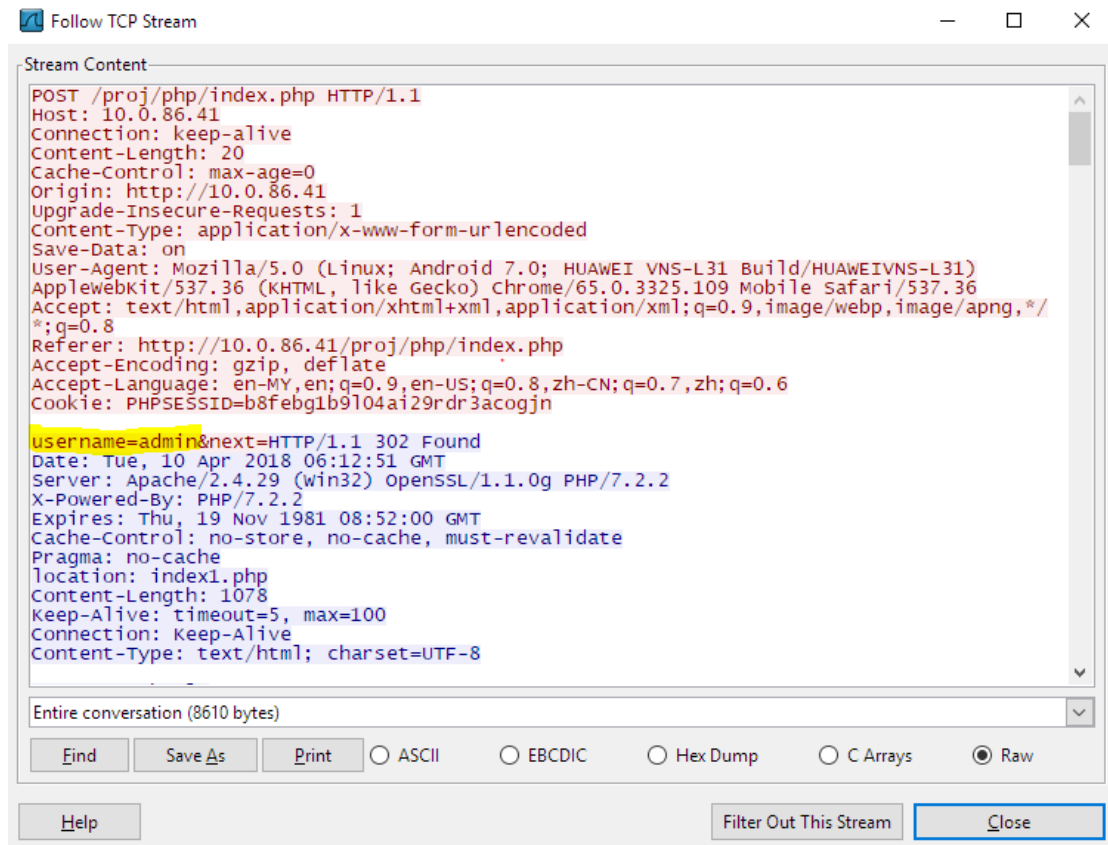 Follow TCP Stream
Stream Content
POST /proj/php/index.php HTTP/1.1
Host: 10.0.86.41
Connection: keep-alive
Content-Length: 20
Cache-Control: max-age=0
Origin: http://10.0.86.41
Upgrade-Insecure-Requests: 1
Content-Type: application/x-www-form-urlencoded
Save-Data: on
User-Agent: Mozilla/5.0 (Linux; Android 7.0; HUAWEI VNS-L31 Build/HUAWEIVNS-L31)
AppleWebKit/537.36 (KHTML, like Gecko) Chrome/65.0.3325.109 Mobile Safari/537.36
Accept: text/html,application/xhtml+xml,application/xml;q=0.9,image/webp,image/apng,*/
*;q=0.8
Referer: http://10.0.86.41/proj/php/index.php
Accept-Encoding: gzip, deflate
Accept-Language: en-MY,en;q=0.9,en-US;q=0.8,zh-CN;q=0.7,zh;q=0.6
Cookie: PHPSESSID=b8febg1b9l04ai29rdr3acogjn
username=admin&next=HTTP/1.1 302 Found
Date: Tue, 10 Apr 2018 06:12:51 GMT
Server: Apache/2.4.29 (Win32) OpenSSL/1.1.0g PHP/7.2.2
X-Powered-By: PHP/7.2.2
Expires: Thu, 19 Nov 1981 08:52:00 GMT
Cache-Control: no-store, no-cache, must-revalidate
Pragma: no-cache
location: index1.php
Content-Length: 1078
Keep-Alive: timeout=5, max=100
Connection: Keep-Alive
Content-Type: text/html; charset=UTF-8
Entire conversation (8610 bytes)
Find Save As Print ASCII EBCDIC Hex Dump C Arrays Raw
Help Filter Out This Stream Close